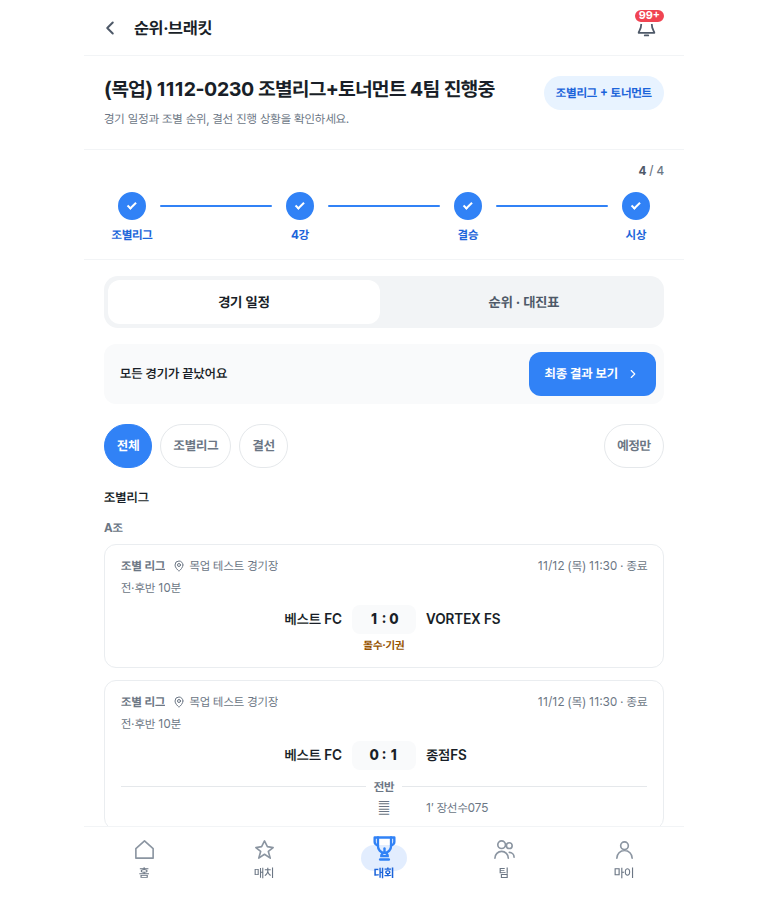 순위·브래킷
99+
(목업) 1112-0230 조별리그+토너먼트 4팀 진행중
조별리그 + 토너먼트
경기 일정과 조별 순위, 결선 진행 상황을 확인하세요.
4 / 4
조별리그
4강
결승
시상
경기 일정
순위 · 대진표
모든 경기가 끝났어요
최종 결과 보기
전체
조별리그
결선
예정만
조별리그
A조
조별 리그 목업 테스트 경기장
11/12 (목) 11:30 · 종료
전·후반 10분
베스트 FC 1 : 0 VORTEX FS
몰수·기권
조별 리그 목업 테스트 경기장
11/12 (목) 11:30 · 종료
전·후반 10분
베스트 FC 0 : 1 종점FS
전반
1′ 장선수075
홈
매치
대회
팀
마이